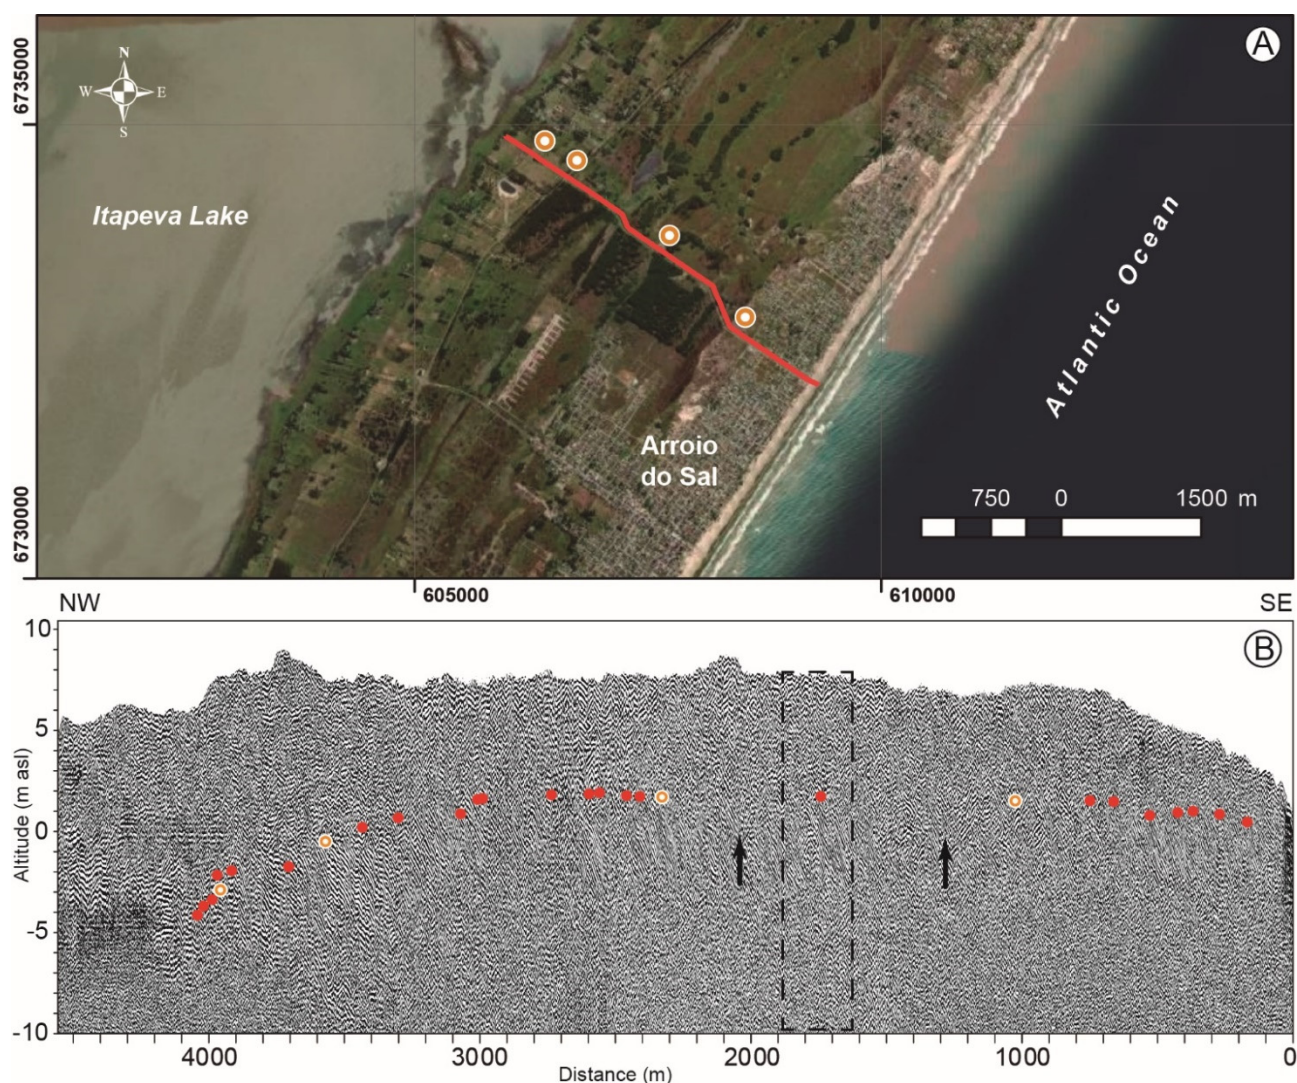 A
N
W E
S
6735000
Itapeva Lake
Atlantic Ocean
Arroio
do Sal
750 0 1500 m
6730000
605000 610000
NW SE
B
10
5
0
-5
-10
Altitude (m asl)
4000 3000 2000 1000 0
Distance (m)